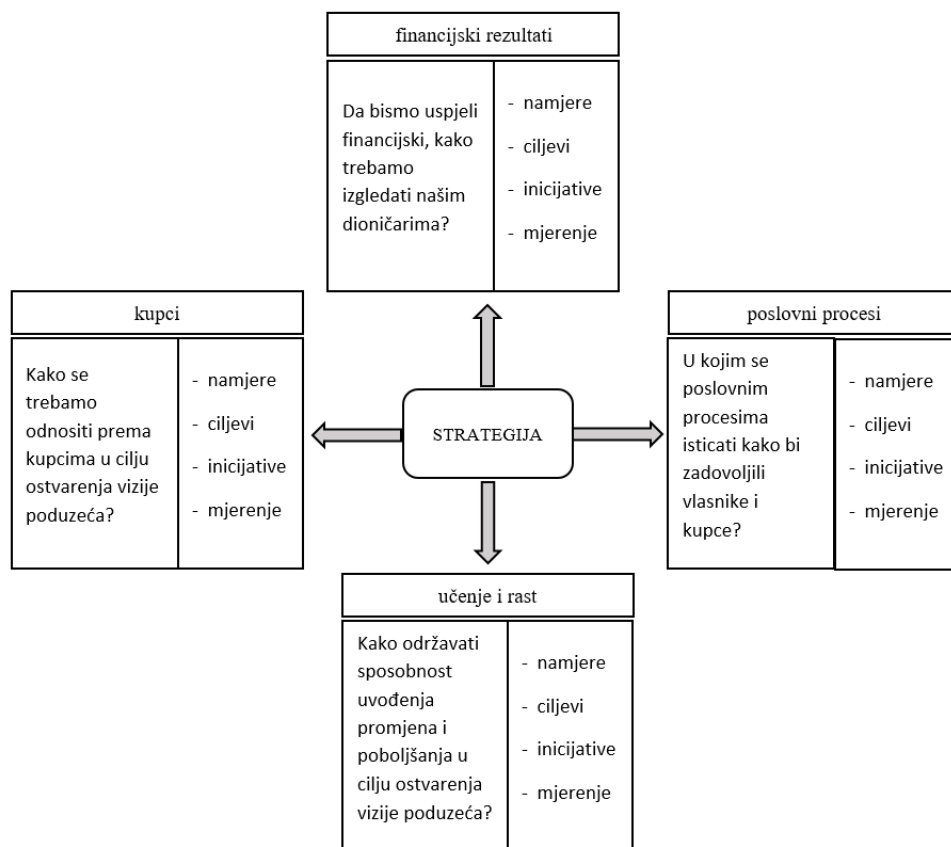 financijski rezultati
Da bismo uspjeli
financijski, kako
trebamo
izgledati našim
dioničarima?
- namjere
- ciljevi
- inicijative
- mjerenje
kupci
Kako se
trebamo
odnositi prema
kupcima u cilju
ostvarenja vizije
poduzeća?
- namjere
- ciljevi
- inicijative
- mjerenje
STRATEGIJA
poslovni procesi
U kojim se
poslovnim
procesima
isticati kako bi
zadovoljili
vlasnike i
kupce?
- namjere
- ciljevi
- inicijative
- mjerenje
učenje i rast
Kako održavati
sposobnost
uvođenja
promjena i
poboljšanja u
cilju ostvarenja
vizije poduzeća?
- namjere
- ciljevi
- inicijative
- mjerenje